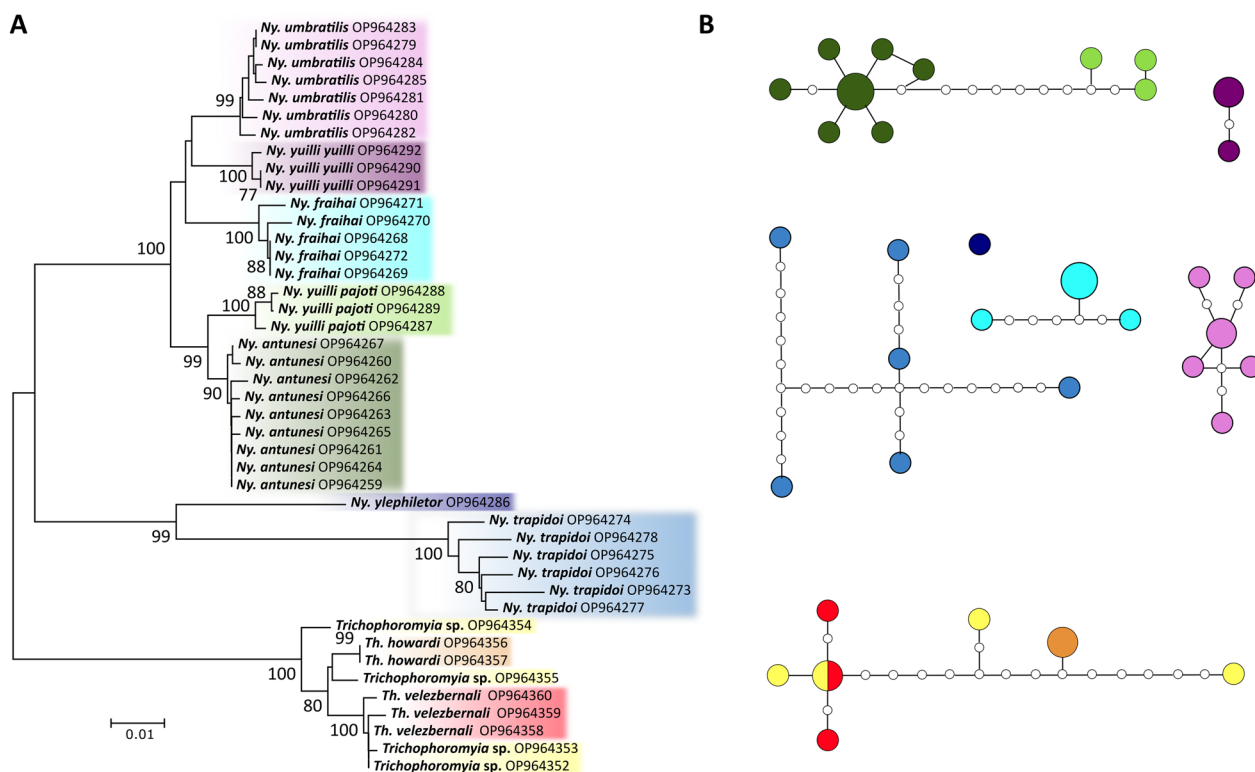 A
B
Ny. umbratilis OP964283
Ny. umbratilis OP964279
Ny. umbratilis OP964284
Ny. umbratilis OP964285
99
Ny. umbratilis OP964281
Ny. umbratilis OP964280
Ny. umbratilis OP964282
Ny. yuilli yuilli OP964292
100
Ny. yuilli yuilli OP964290
77
Ny. yuilli yuilli OP964291
Ny. fraihai OP964271
Ny. fraihai OP964270
100
Ny. fraihai OP964268
100
Ny. fraihai OP964272
88
Ny. fraihai OP964269
88
Ny. yuilli pajoti OP964288
100
Ny. yuilli pajoti OP964289
Ny. yuilli pajoti OP964287
Ny. antunesi OP964267
99
Ny. antunesi OP964260
Ny. antunesi OP964262
90
Ny. antunesi OP964266
Ny. antunesi OP964263
Ny. antunesi OP964265
Ny. antunesi OP964261
Ny. antunesi OP964264
Ny. antunesi OP964259
Ny. ylephiletor OP964286
99
Ny. trapidoi OP964274
100
Ny. trapidoi OP964278
Ny. trapidoi OP964275
80
Ny. trapidoi OP964276
Ny. trapidoi OP964273
Ny. trapidoi OP964277
Trichophoromyia sp. OP964354
99
Th. howardi OP964356
Th. howardi OP964357
100
Trichophoromyia sp. OP964355
Th. velezbernali OP964360
80
Th. velezbernali OP964359
100
Th. velezbernali OP964358
Trichophoromyia sp. OP964353
Trichophoromyia sp. OP964352
0.01